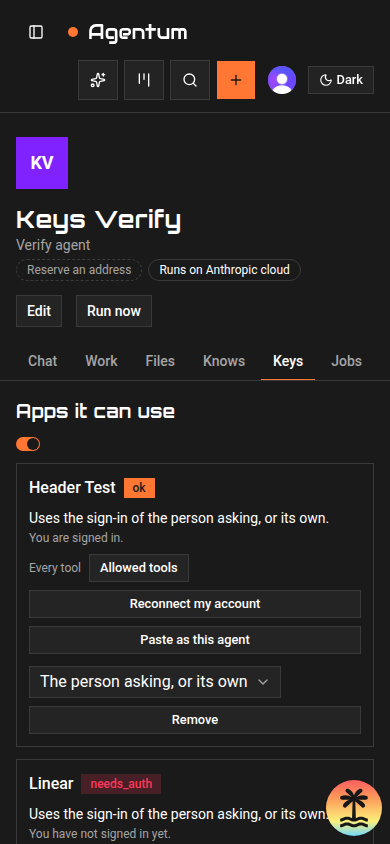 Agentum
Dark
KV
Keys Verify
Verify agent
Reserve an address
Runs on Anthropic cloud
Edit
Run now
Chat
Work
Files
Knows
Keys
Jobs
Apps it can use
Header Test
ok
Uses the sign-in of the person asking, or its own.
You are signed in.
Every tool
Allowed tools
Reconnect my account
Paste as this agent
The person asking, or its own
Remove
Linear
needs_auth
Uses the sign-in of the person asking, or its own.
You have not signed in yet.